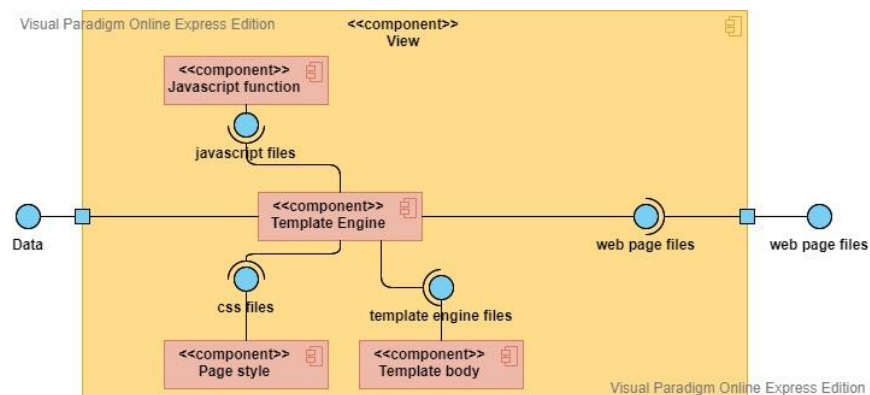 Visual Paradigm Online Express Edition
<<component>>
View
<<component>>
Javascript function
javascript files
<<component>>
Template Engine
Data
web page files
web page files
css files
template engine files
<<component>>
Page style
<<component>>
Template body
Visual Paradigm Online Express Edition